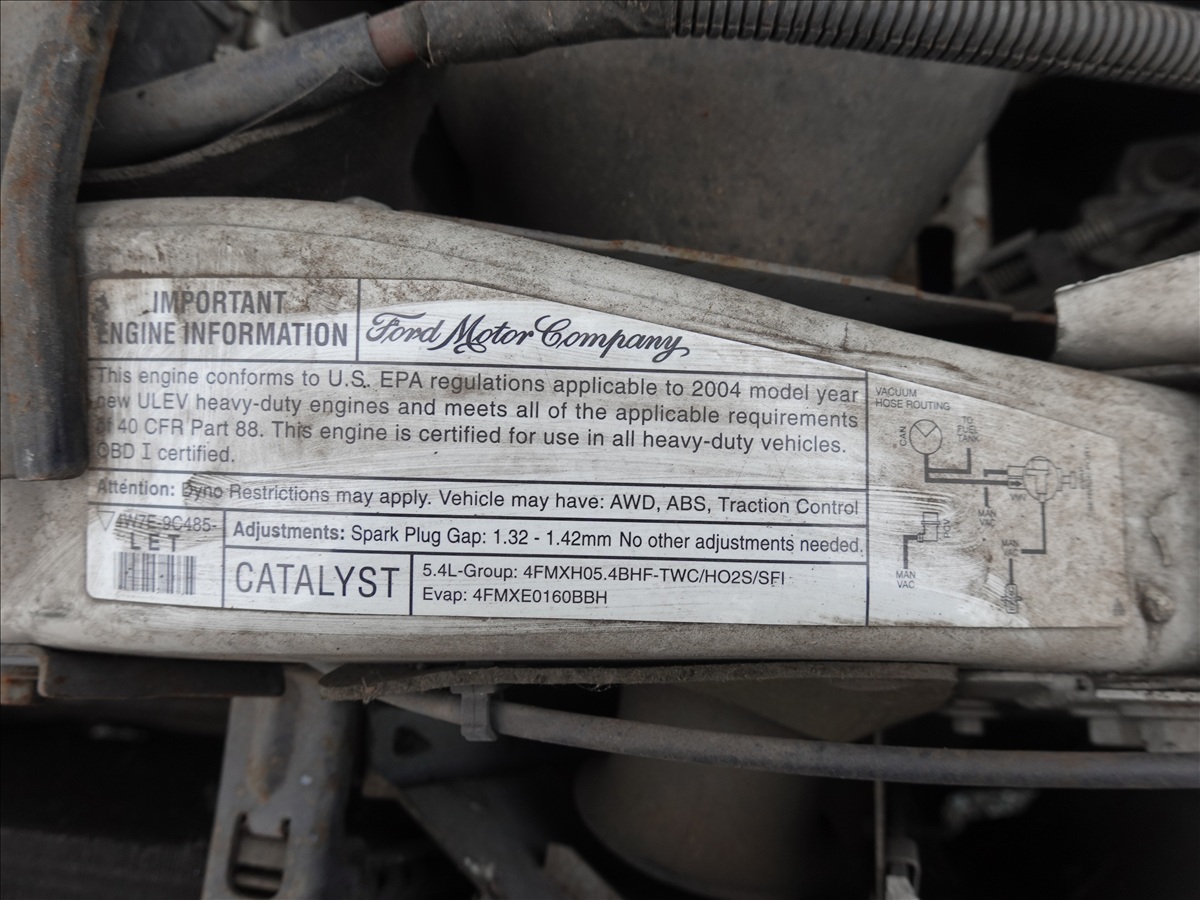 IMPORTANT
ENGINE INFORMATION
Ford Motor Company
This engine conforms to U.S. EPA regulations applicable to 2004 model year
new ULEV heavy-duty engines and meets all of the applicable requirements
of 40 CFR Part 88. This engine is certified for use in all heavy-duty vehicles.
OBD I certified.
Attention: Dyno Restrictions may apply. Vehicle may have: AWD, ABS, Traction Control
4W7E-9C485-
LET
Adjustments: Spark Plug Gap: 1.32 - 1.42mm No other adjustments needed.
CATALYST
5.4L-Group: 4FMXH05.4BHF-TWC/HO2S/SFI
Evap: 4FMXE0160BBH
VACUUM
HOSE ROUTING
CAN
TO
FUEL
TANK
MAN
VAC
PCV
MAN
VAC
MAN
VAC